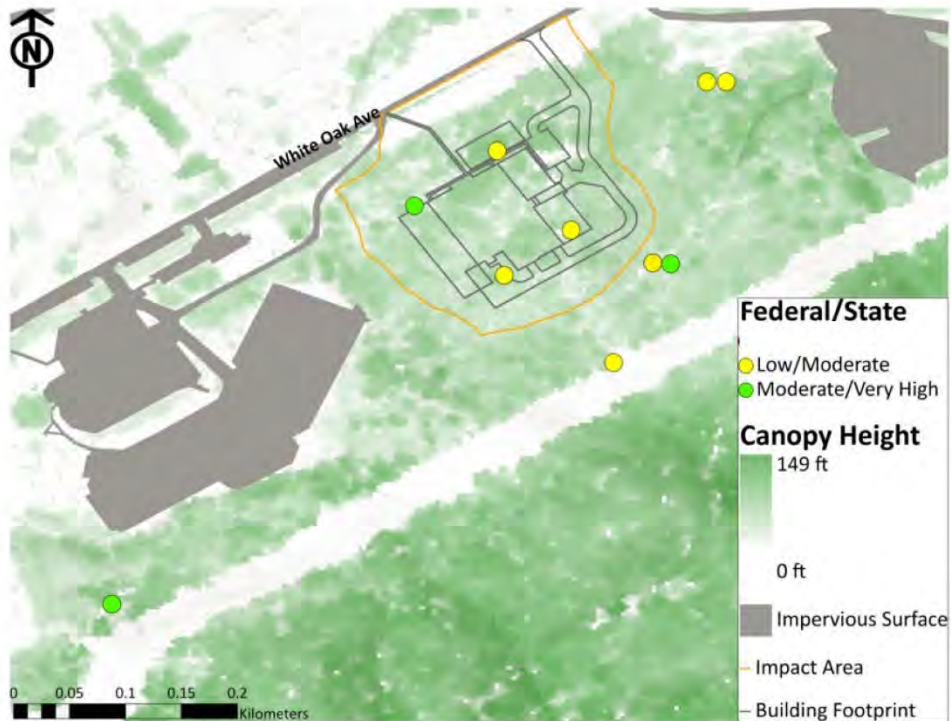 N
White Oak Ave
Federal/State
Low/Moderate
Moderate/Very High
Canopy Height
149 ft
0 ft
Impervious Surface
Impact Area
Building Footprint
0 0.05 0.1 0.15 0.2
Kilometers